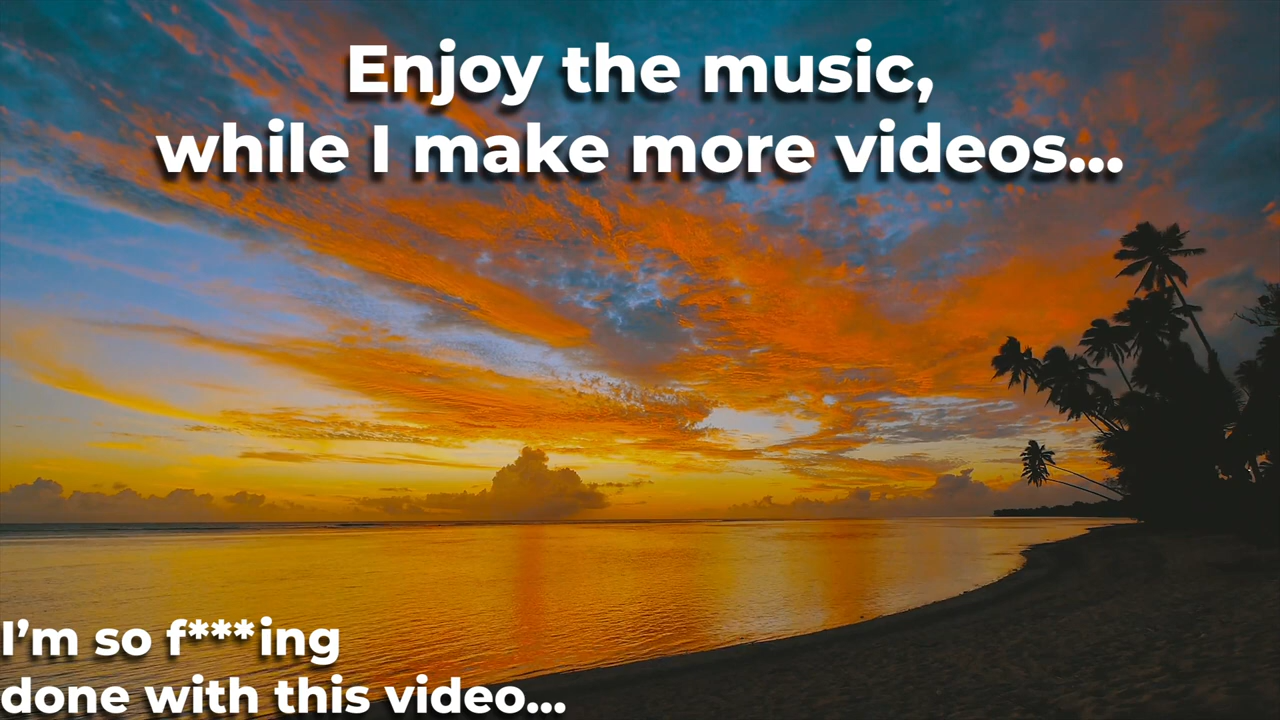 Enjoy the music,
while I make more videos...
I’m so f***ing
done with this video...